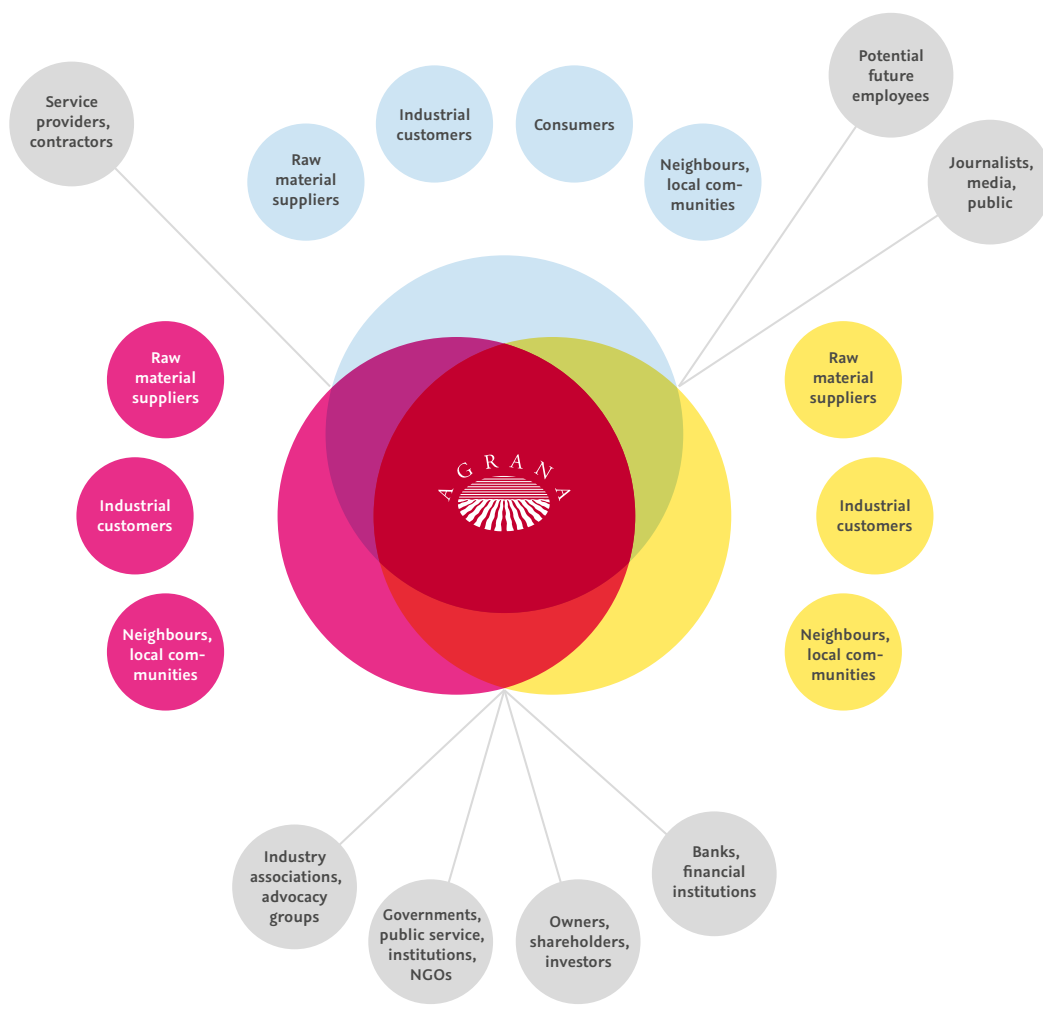 Potential
future
employees
Service
providers,
contractors
Industrial
customers
Consumers
Raw
material
suppliers
Neighbours,
local com-
munities
Journalists,
media,
public
Raw
material
suppliers
Raw
material
suppliers
AGRANA
Industrial
customers
Industrial
customers
Neighbours,
local com-
munities
Neighbours,
local com-
munities
Industry
associations,
advocacy
groups
Governments,
public service,
institutions,
NGOs
Owners,
shareholders,
investors
Banks,
financial
institutions